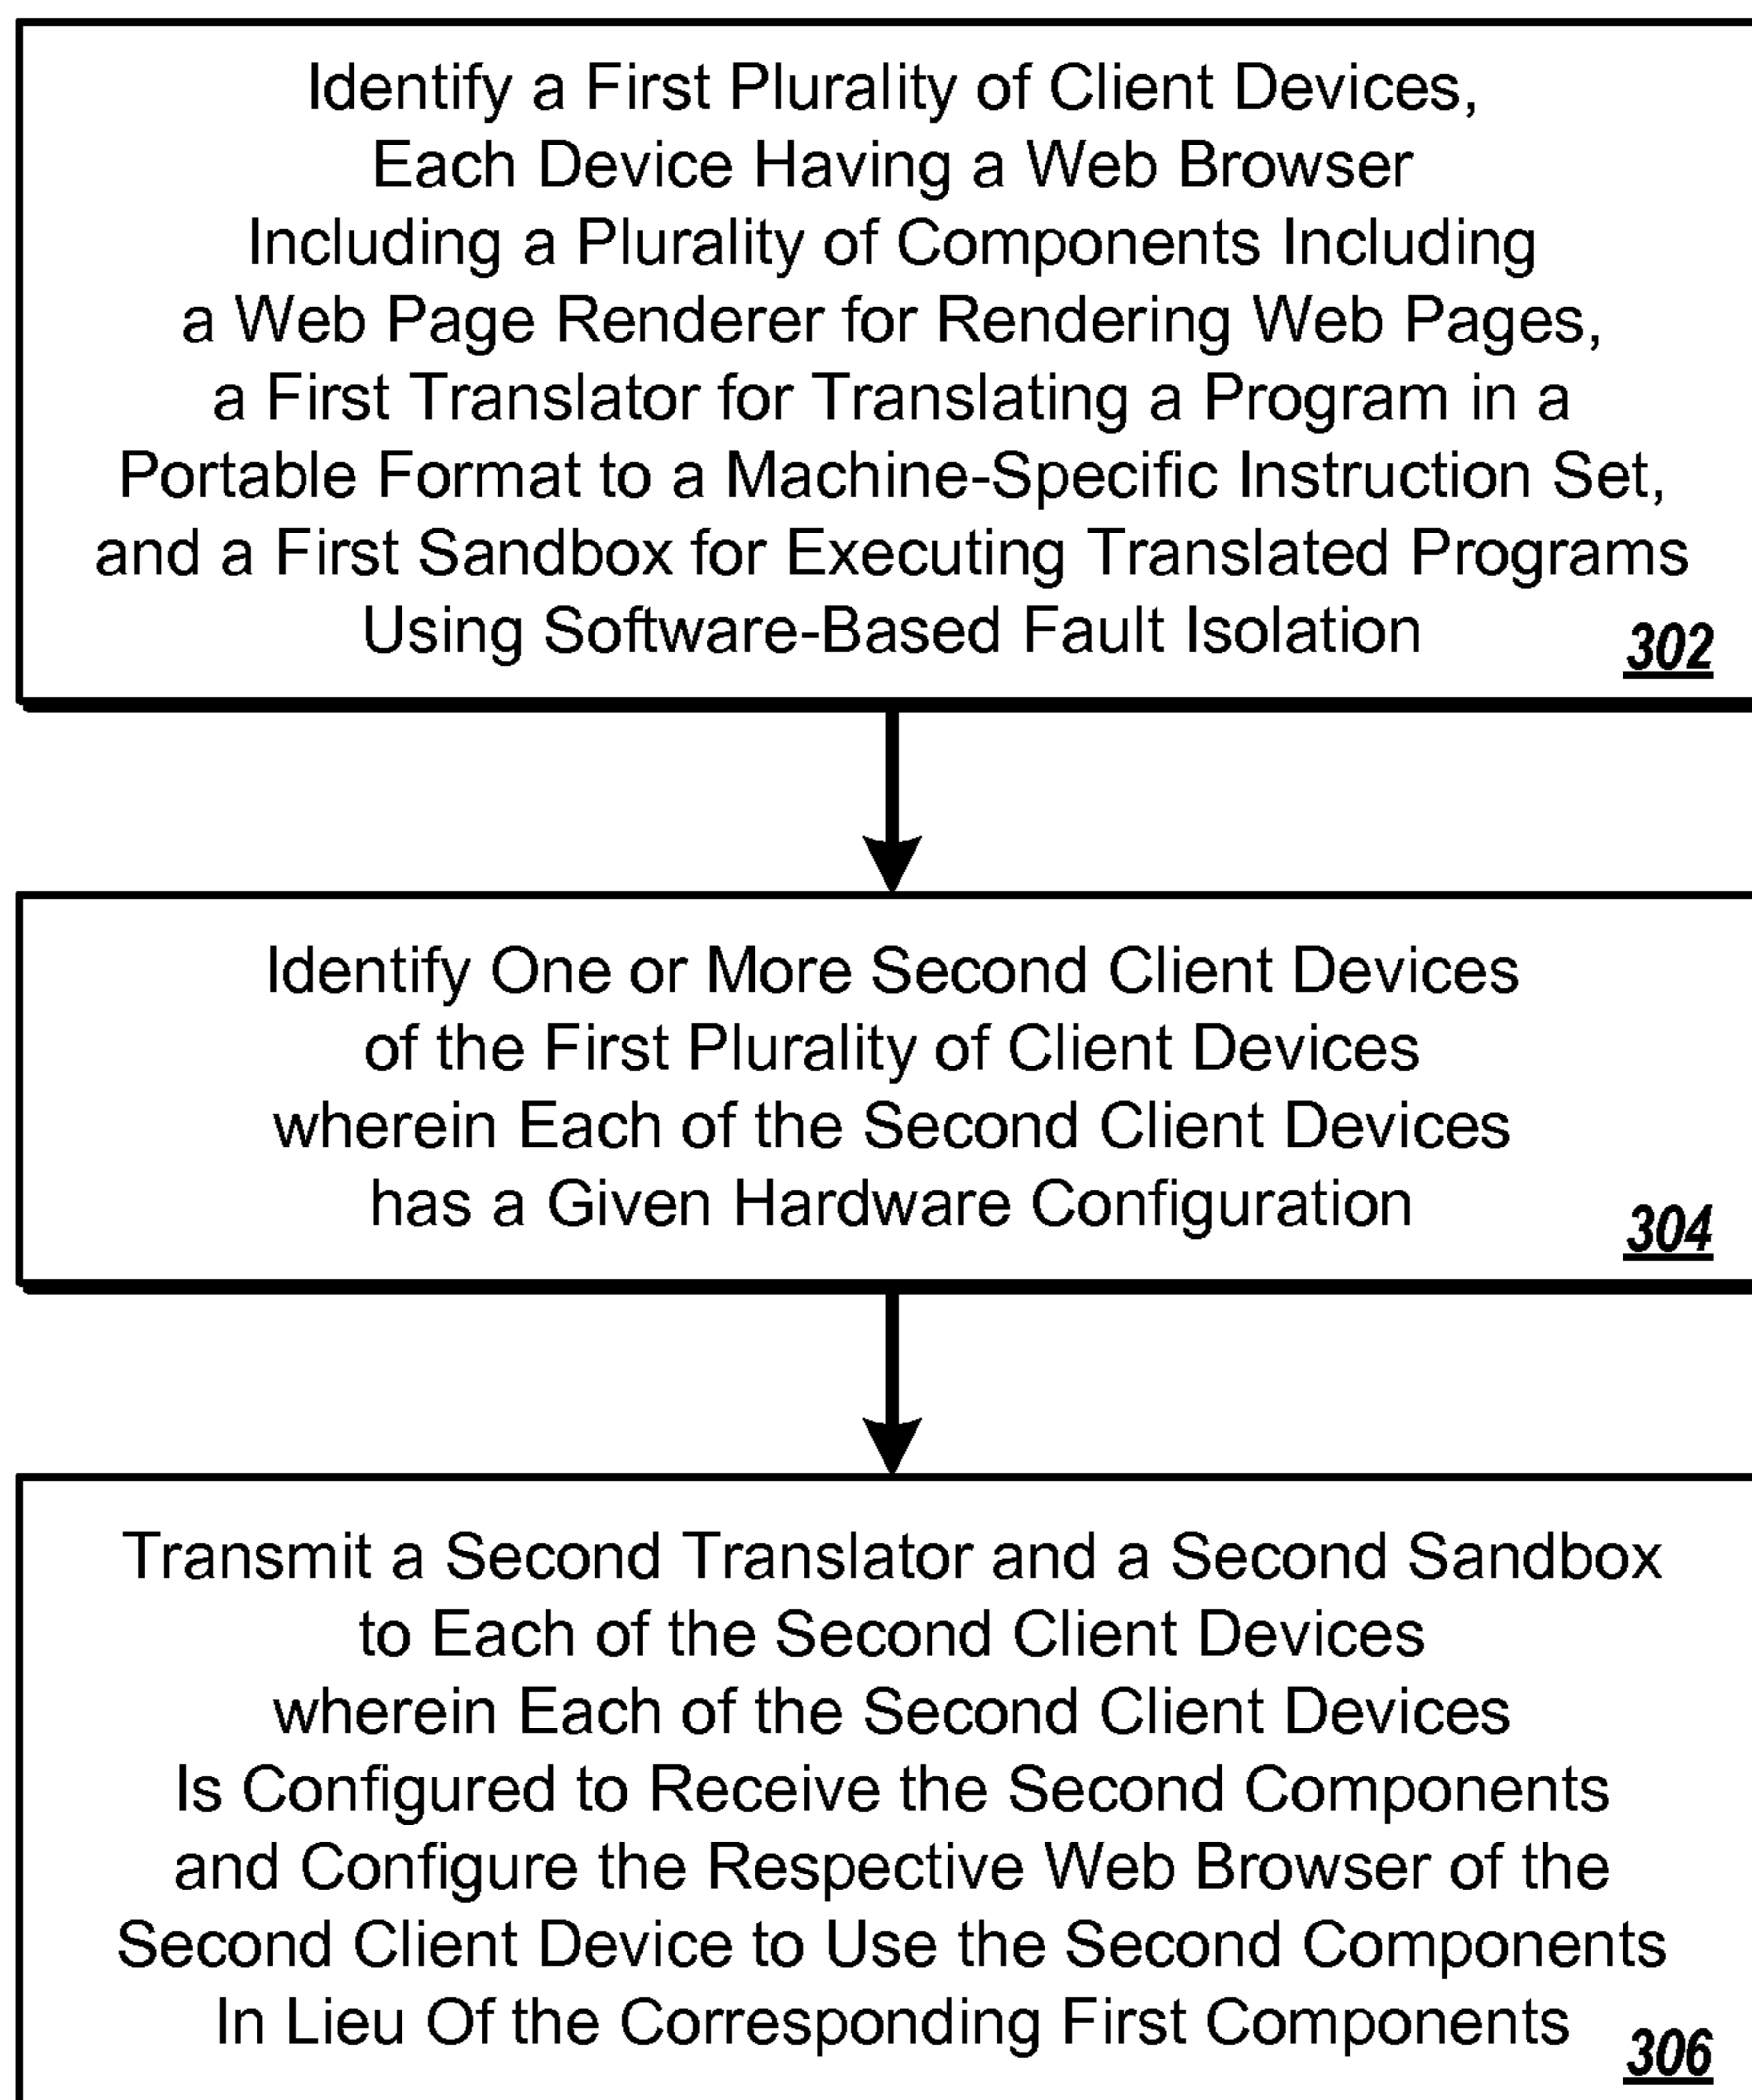 Identify a First Plurality of Client Devices,
Each Device Having a Web Browser
Including a Plurality of Components Including
a Web Page Renderer for Rendering Web Pages,
a First Translator for Translating a Program in a
Portable Format to a Machine-Specific Instruction Set,
and a First Sandbox for Executing Translated Programs
Using Software-Based Fault Isolation
302
Identify One or More Second Client Devices
of the First Plurality of Client Devices
wherein Each of the Second Client Devices
has a Given Hardware Configuration
304
Transmit a Second Translator and a Second Sandbox
to Each of the Second Client Devices
wherein Each of the Second Client Devices
Is Configured to Receive the Second Components
and Configure the Respective Web Browser of the
Second Client Device to Use the Second Components
In Lieu Of the Corresponding First Components
306